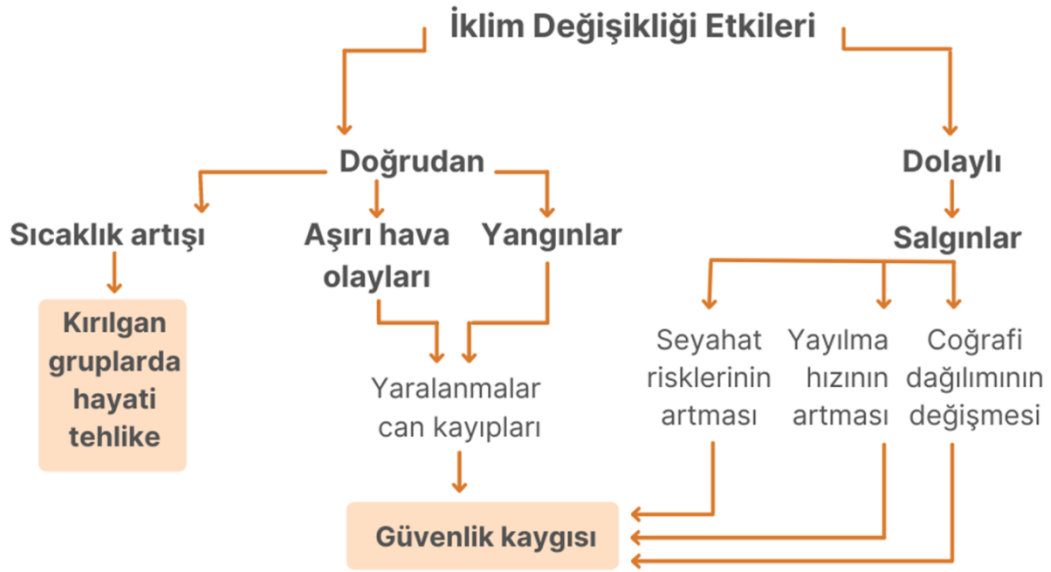 İklim Değişikliği Etkileri
Doğrudan
Dolaylı
Sıcaklık artışı
Aşırı hava
olayları
Yangınlar
Salgınlar
Kırılgan
gruplarda
hayati
tehlike
Yaralanmalar
can kayıpları
Seyahat
risklerinin
artması
Yayılma
hızının
artması
Coğrafi
dağılımının
değişmesi
Güvenlik kaygısı